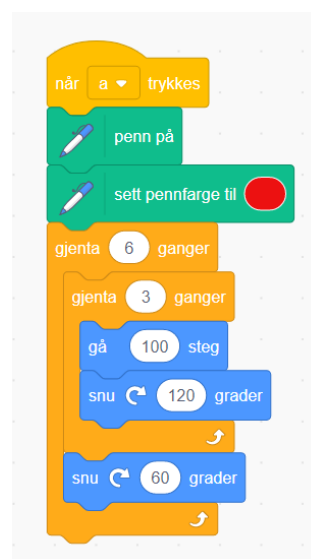 når a trykkes
penn på
sett pennfarge til
gjenta 6 ganger
gjenta 3 ganger
gå 100 steg
snu 120 grader
snu 60 grader